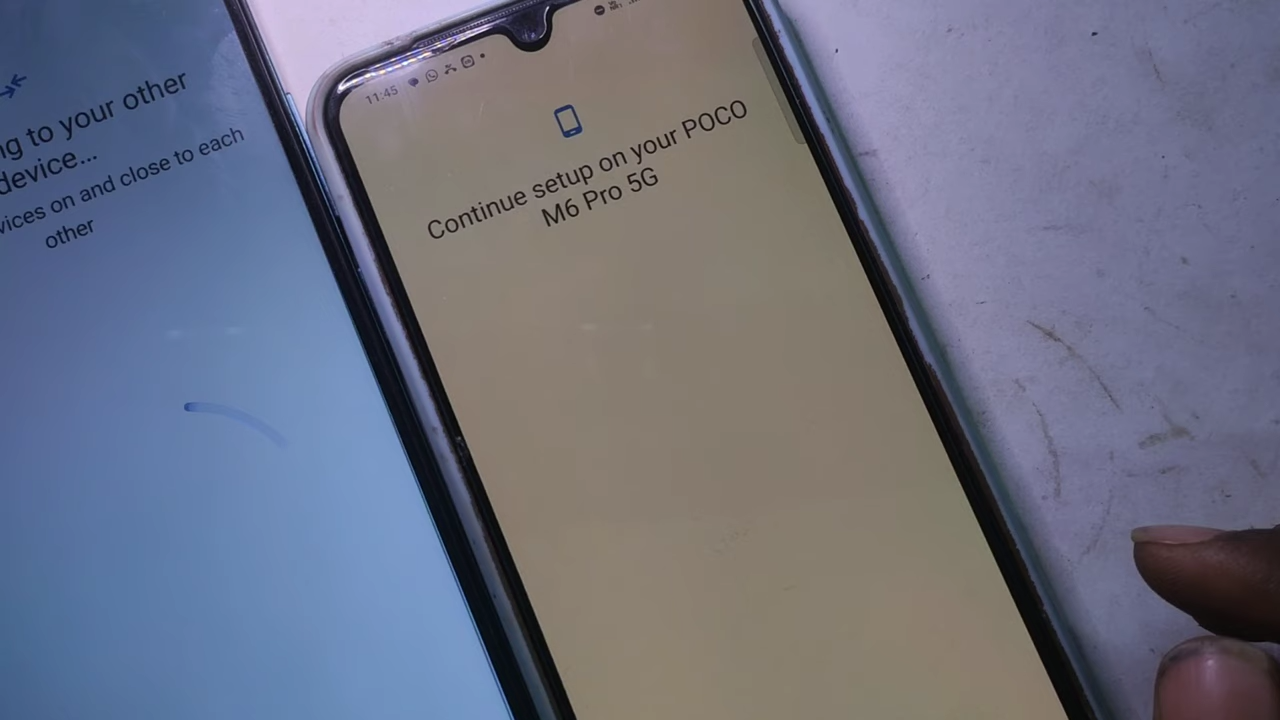 ng to your other
device...
vices on and close to each
other
11:45
Continue setup on your POCO
M6 Pro 5G